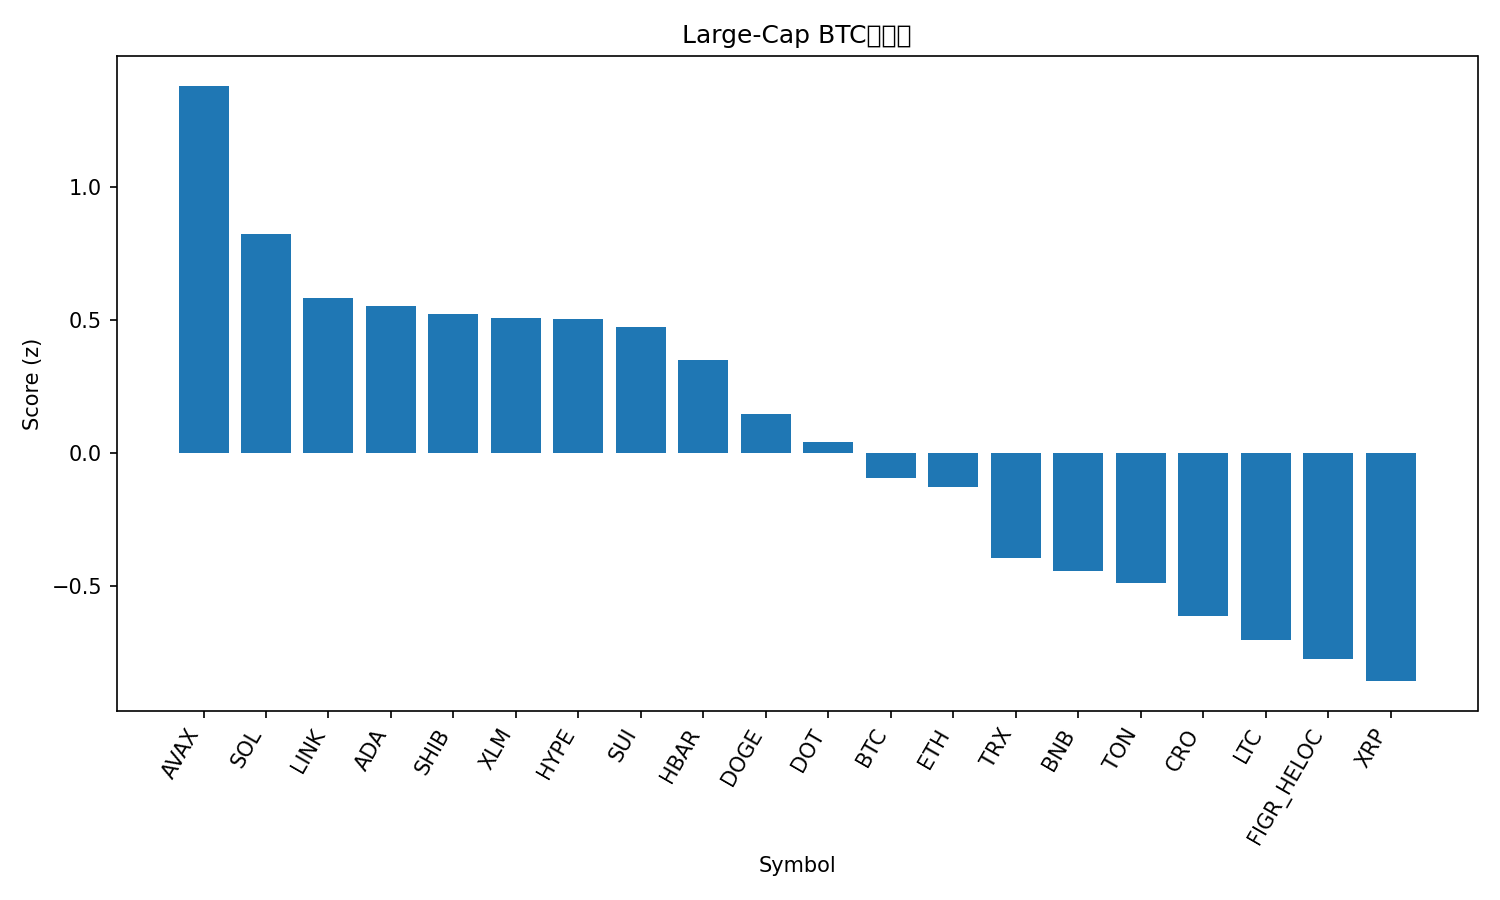 Large-Cap BTC
Score (z)
1.0
0.5
0.0
−0.5
AVAX
SOL
LINK
ADA
SHIB
XLM
HYPE
SUI
HBAR
DOGE
DOT
BTC
ETH
TRX
BNB
TON
CRO
LTC
FIGR_HELOC
XRP
Symbol